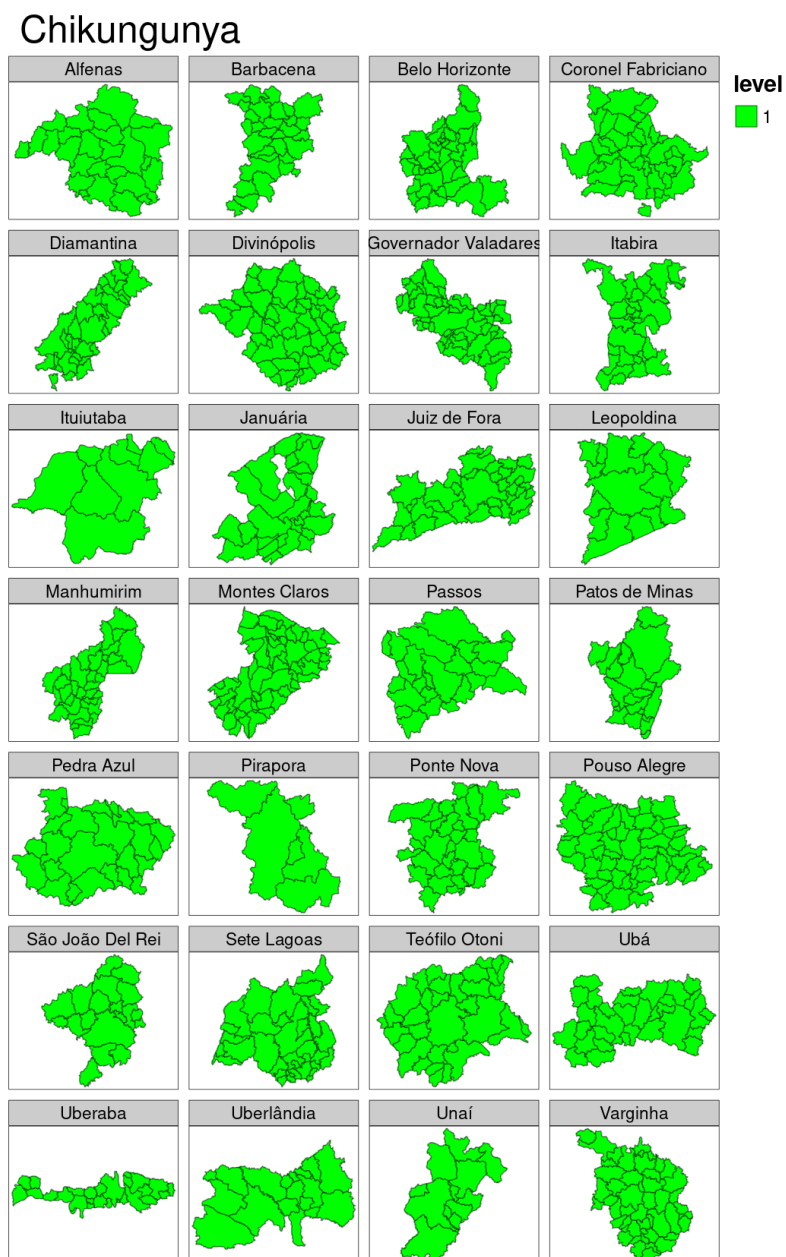 Chikungunya
Alfenas
Barbacena
Belo Horizonte
Coronel Fabriciano
level
1
Diamantina
Divinópolis
Governador Valadares
Itabira
Ituiutaba
Januária
Juiz de Fora
Leopoldina
Manhumirim
Montes Claros
Passos
Patos de Minas
Pedra Azul
Pirapora
Ponte Nova
Pouso Alegre
São João Del Rei
Sete Lagoas
Teófilo Otoni
Ubá
Uberaba
Uberlândia
Unaí
Varginha